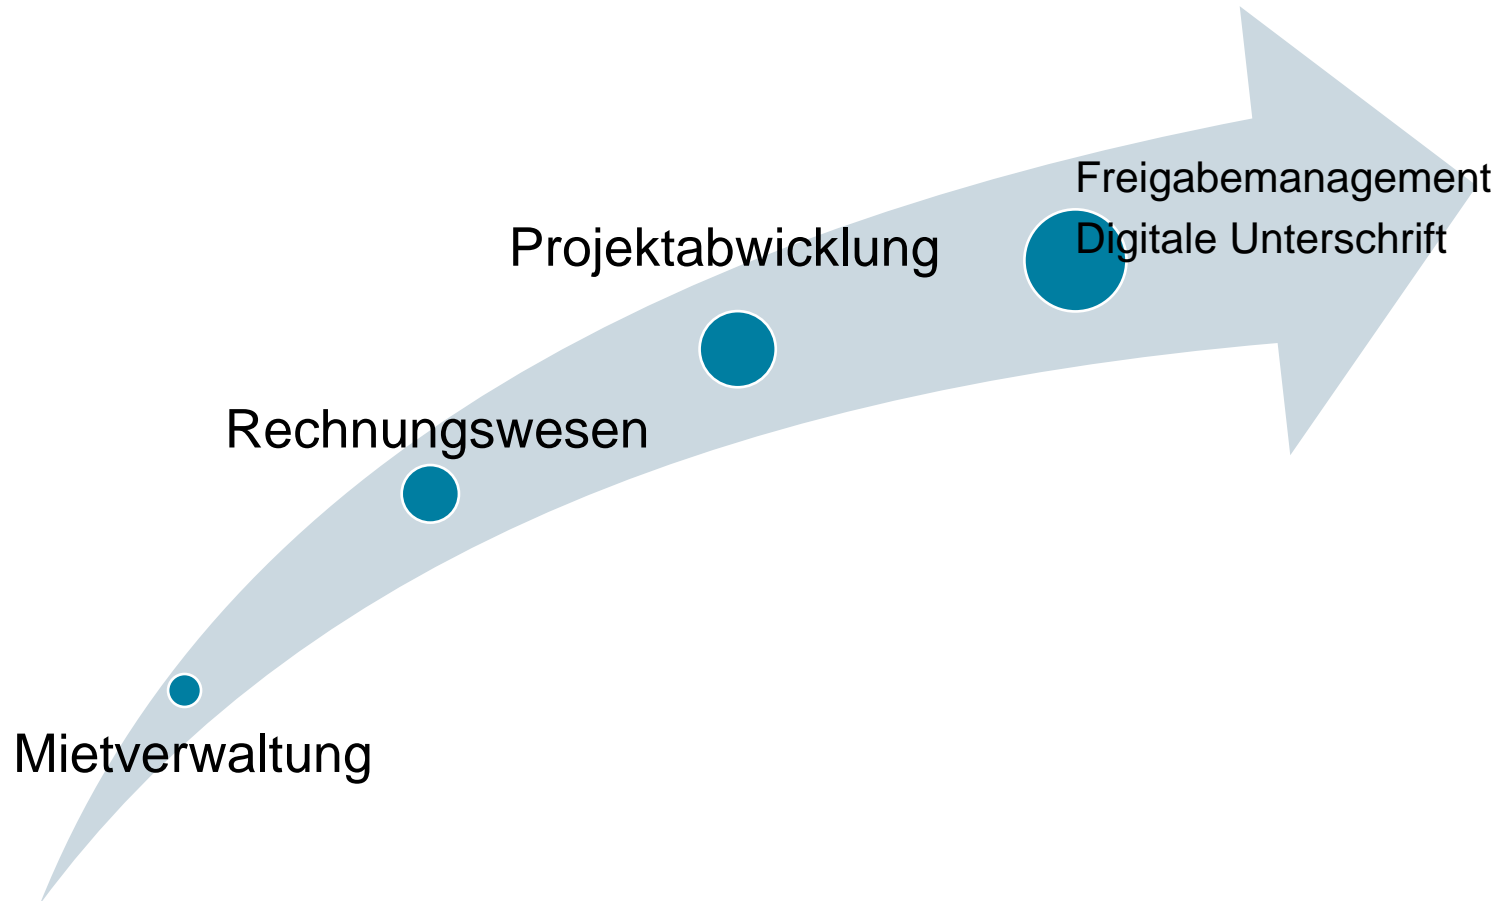 Freigabemanagement
Digitale Unterschrift
Projektabwicklung
Rechnungswesen
Mietverwaltung